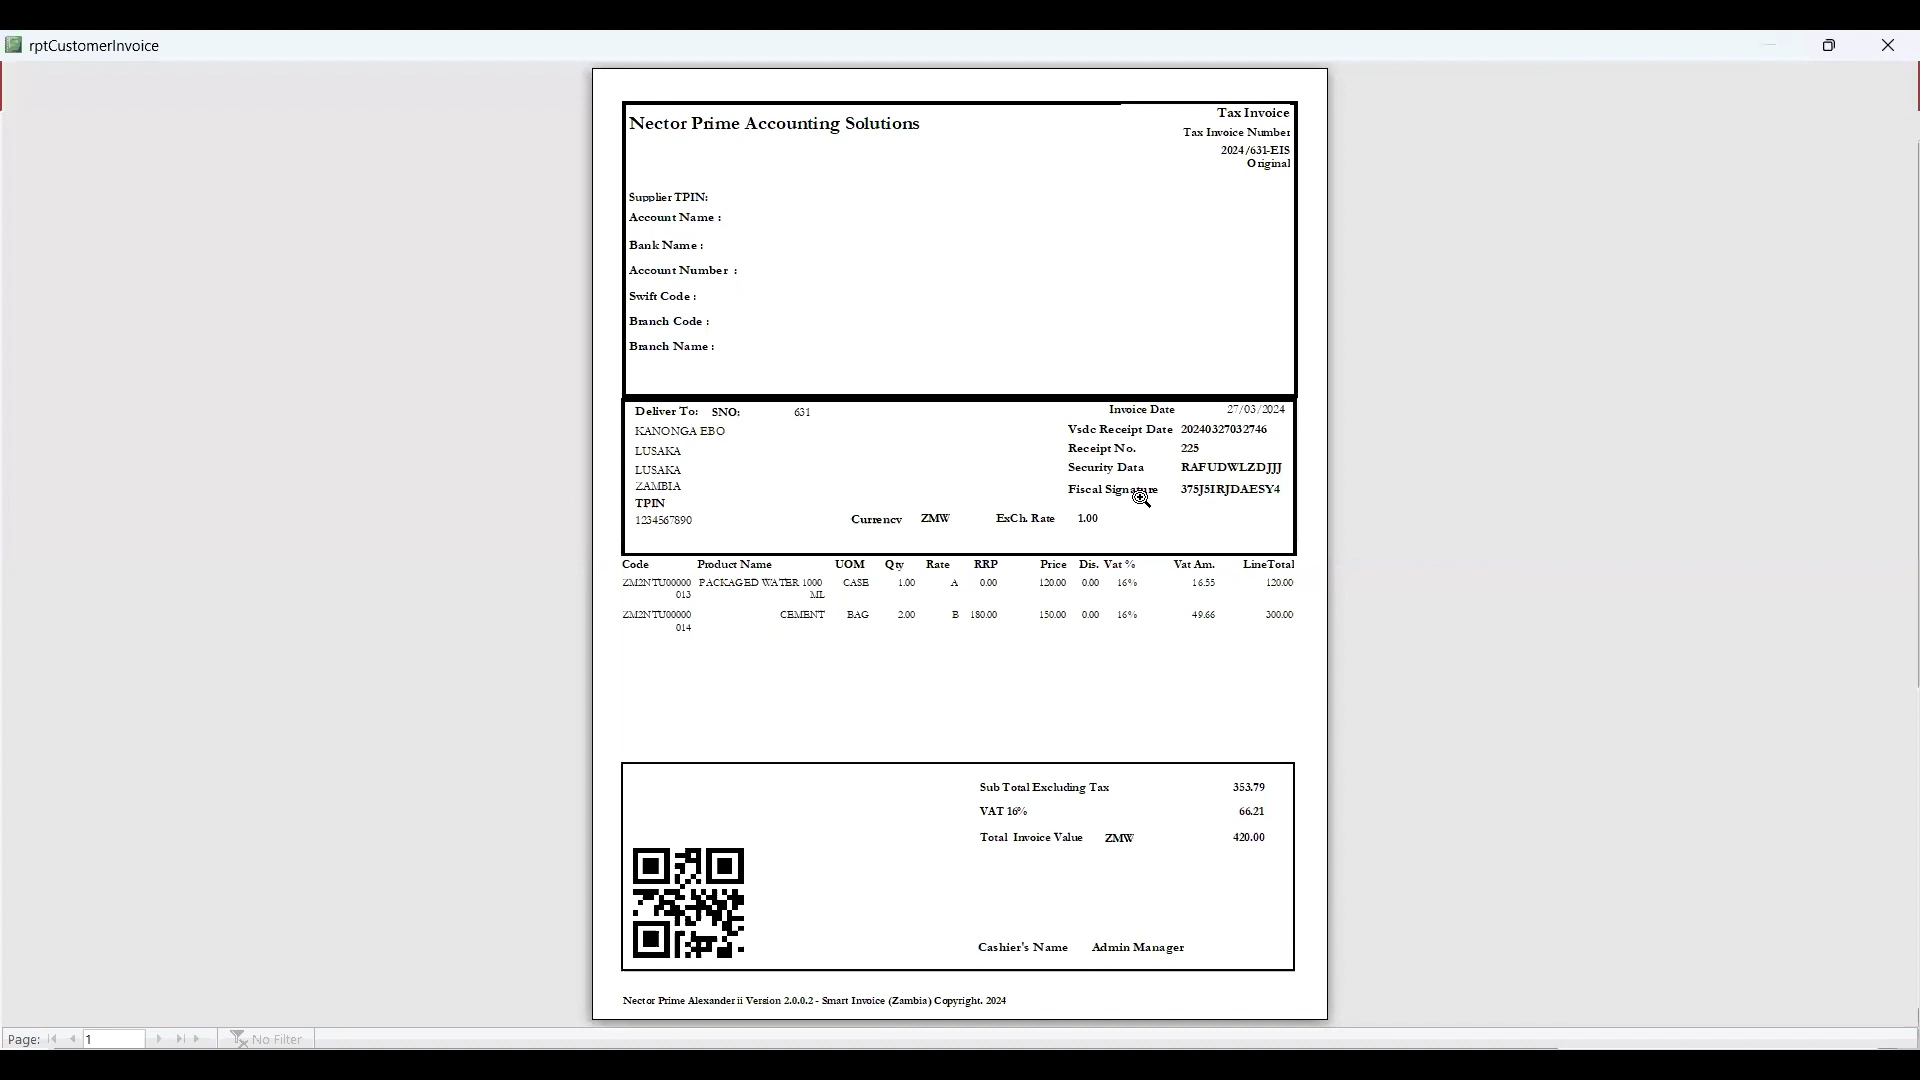 rptCustomerInvoice
Nector Prime Accounting Solutions
Tax Invoice
Tax Invoice Number
2024/631-EIS
Original
Supplier TPIN:
Account Name :
Bank Name :
Account Number :
Swift Code :
Branch Code :
Branch Name :
Deliver To: SNO: 631
KANONGA EBO
LUSAKA
LUSAKA
ZAMBIA
TPIN
1234567890
Invoice Date 27/03/2024
Vsdc Receipt Date 20240327032746
Receipt No. 225
Security Data RAFUDWLZDJJJ
Fiscal Signature 375J5IRJDAESY4
Currency ZMW ExCh. Rate 1.00
Code Product Name UOM Qty Rate RRP Price Dis. Vat % Vat Am. LineTotal
ZM2NTU00000 PACKAGED WATER 1000 CASE 1.00 A 0.00 120.00 0.00 16% 16.55 120.00
013 ML
ZM2NTU00000 CEMENT BAG 2.00 B 180.00 150.00 0.00 16% 49.66 300.00
014
Sub Total Excluding Tax 353.79
VAT 16% 66.21
Total Invoice Value ZMW 420.00
Cashier's Name Admin Manager
Nector Prime Alexander ii Version 2.0.0.2 - Smart Invoice (Zambia) Copyright. 2024
Page: 1 No Filter